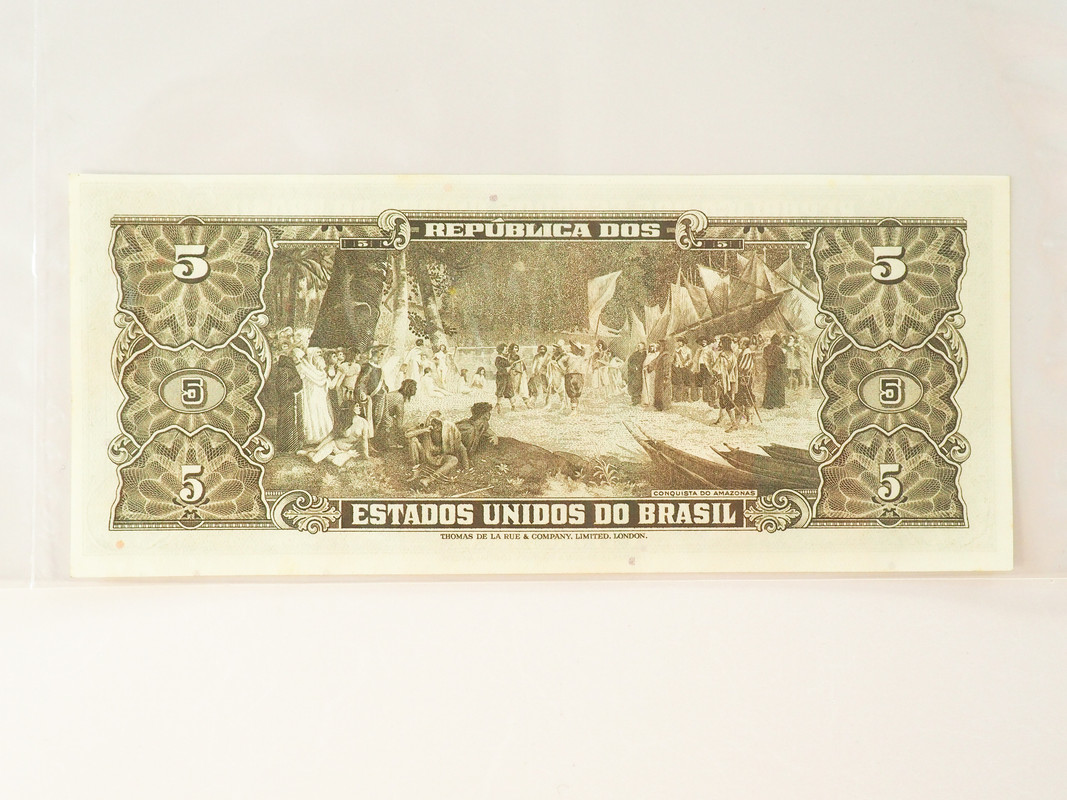 REPÚBLICA DOS
5 5 5 5
5 5
5 5
CONQUISTA DO AMAZONAS
ESTADOS UNIDOS DO BRASIL
THOMAS DE LA RUE & COMPANY, LIMITED, LONDON.